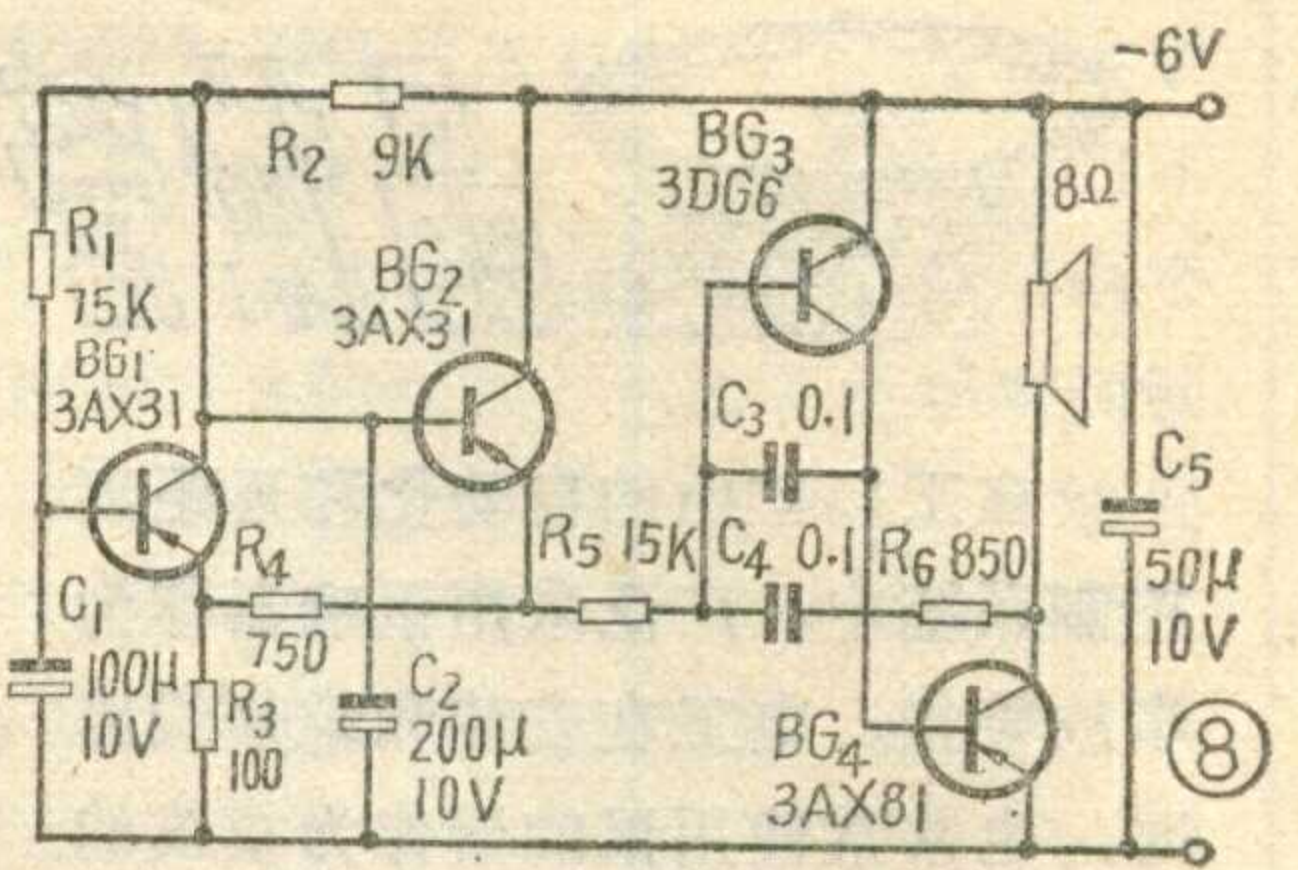 -6V
R2 9K
BG3
3DG6
8Ω
R1
75K
BG2
3AX31
BG1
3AX31
C3 0.1
C5
50μ
10V
R4
750
R5 15K
C4 0.1
R6 850
C1
100μ
10V
R3
100
C2
200μ
10V
BG4
3AX81
8